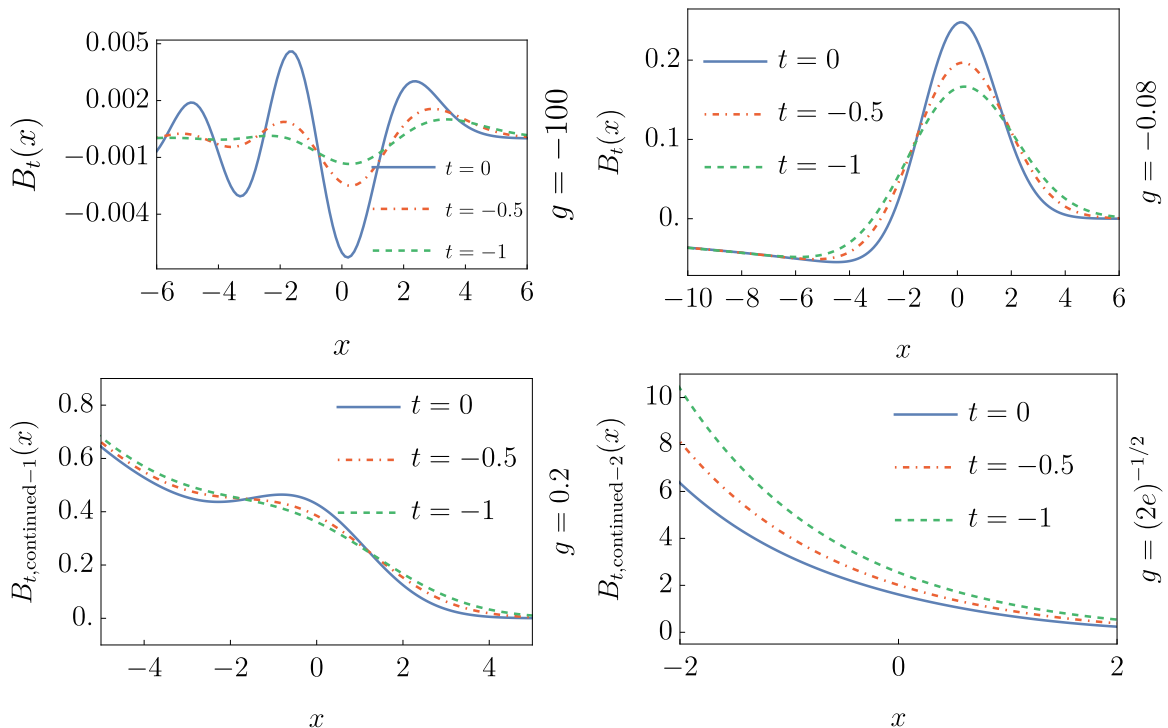 B_t(x)
0.005
0.002
−0.001
−0.004
t = 0
t = −0.5
t = −1
−6 −4 −2 0 2 4 6
x
g = −100
B_t(x)
0.2
0.1
0.
t = 0
t = −0.5
t = −1
−10 −8 −6 −4 −2 0 2 4 6
x
g = −0.08
B_{t,continued−1}(x)
0.8
0.6
0.4
0.2
0.
t = 0
t = −0.5
t = −1
−4 −2 0 2 4
x
g = 0.2
B_{t,continued−2}(x)
10
8
6
4
2
0
t = 0
t = −0.5
t = −1
−2 0 2
x
g = (2e)^{−1/2}